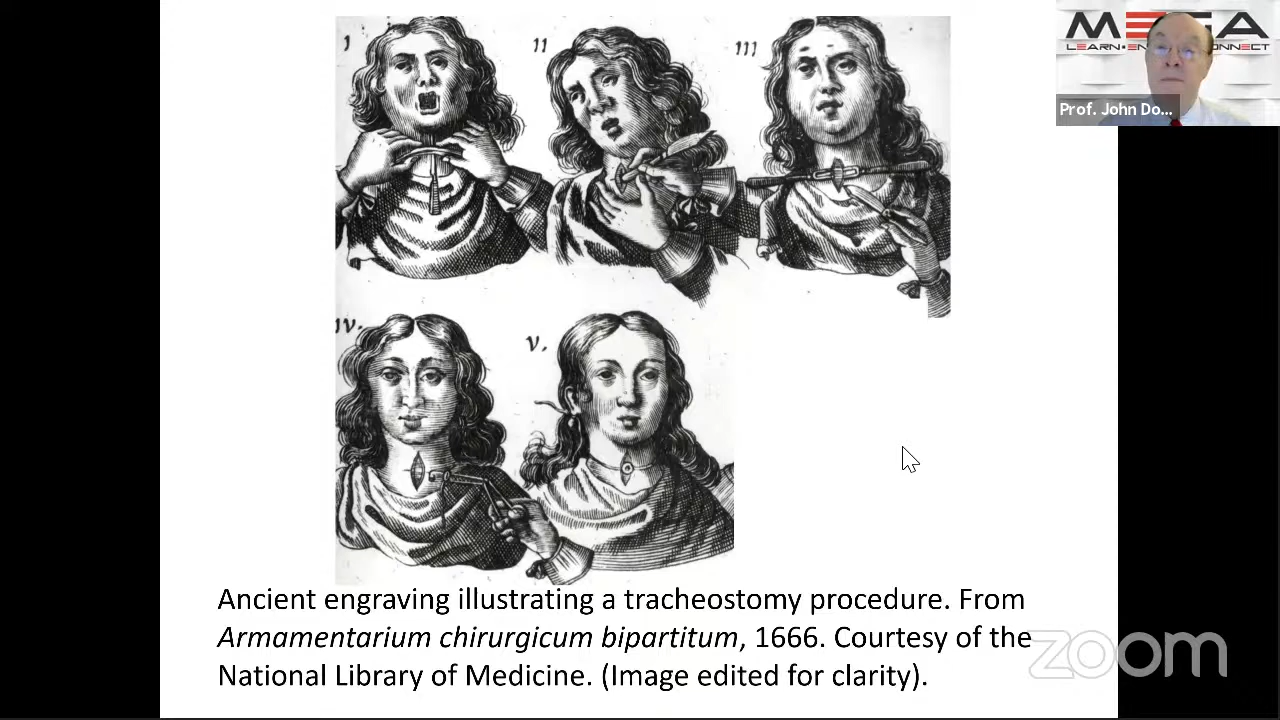 I
II
III
IV.
V.
Ancient engraving illustrating a tracheostomy procedure. From
Armamentarium chirurgicum bipartitum, 1666. Courtesy of the
National Library of Medicine. (Image edited for clarity).
MEGA
Prof. John Do...
zoom